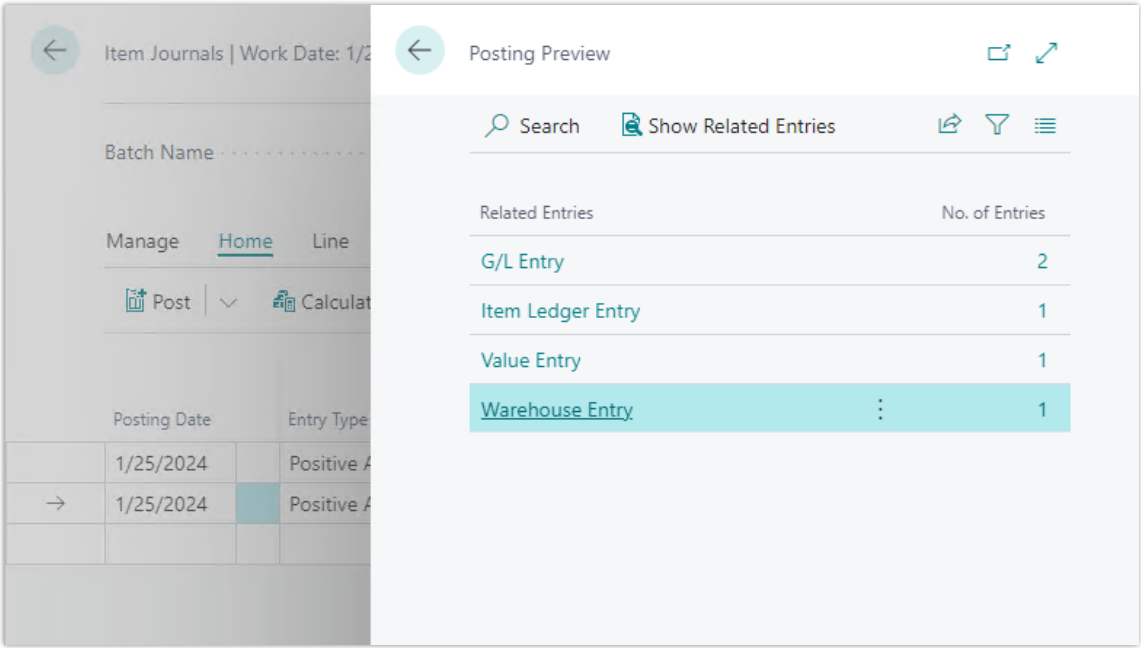 Item Journals | Work Date: 1/2
Batch Name
Manage Home Line
Post Calculat
Posting Date Entry Type
1/25/2024 Positive A
1/25/2024 Positive A
Posting Preview
Search Show Related Entries
Related Entries No. of Entries
G/L Entry 2
Item Ledger Entry 1
Value Entry 1
Warehouse Entry 1